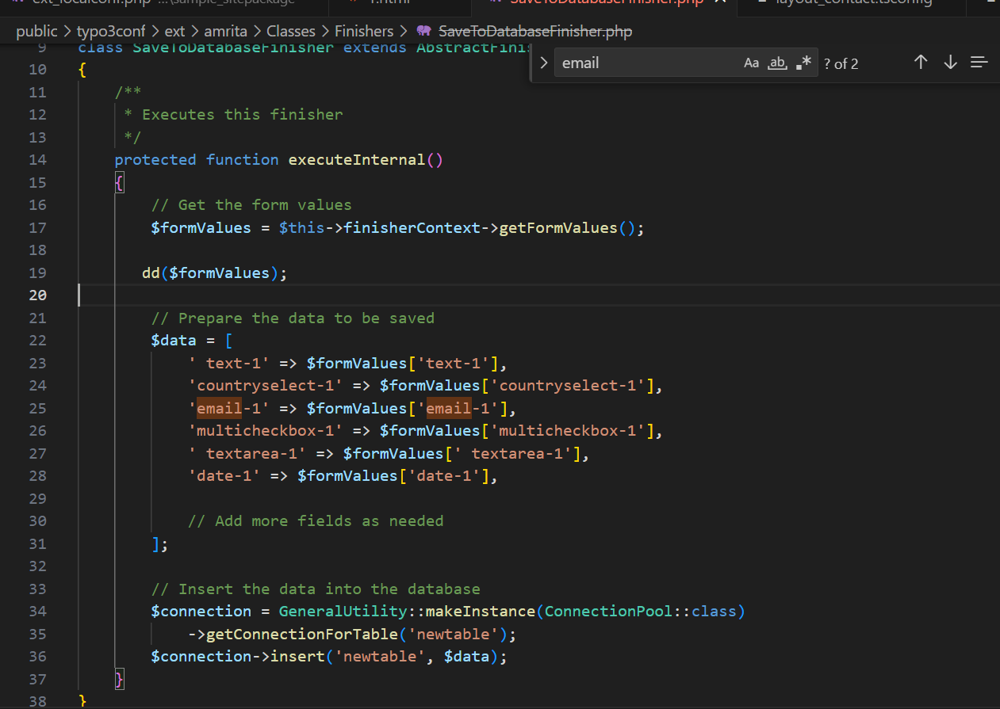 ext_localconf.php ...\sample_sitepackage
SaveToDatabaseFinisher.php
layout_contact.tsconfig
public > typo3conf > ext > amrita > Classes > Finishers > SaveToDatabaseFinisher.php
9 class SaveToDatabaseFinisher extends AbstractFinis
email Aa ab .* ? of 2
10 {
11 /**
12 * Executes this finisher
13 */
14 protected function executeInternal()
15 {
16 // Get the form values
17 $formValues = $this->finisherContext->getFormValues();
18
19 dd($formValues);
20
21 // Prepare the data to be saved
22 $data = [
23 ' text-1' => $formValues['text-1'],
24 'countryselect-1' => $formValues['countryselect-1'],
25 'email-1' => $formValues['email-1'],
26 'multicheckbox-1' => $formValues['multicheckbox-1'],
27 ' textarea-1' => $formValues[' textarea-1'],
28 'date-1' => $formValues['date-1'],
29
30 // Add more fields as needed
31 ];
32
33 // Insert the data into the database
34 $connection = GeneralUtility::makeInstance(ConnectionPool::class)
35 ->getConnectionForTable('newtable');
36 $connection->insert('newtable', $data);
37 }
38 }